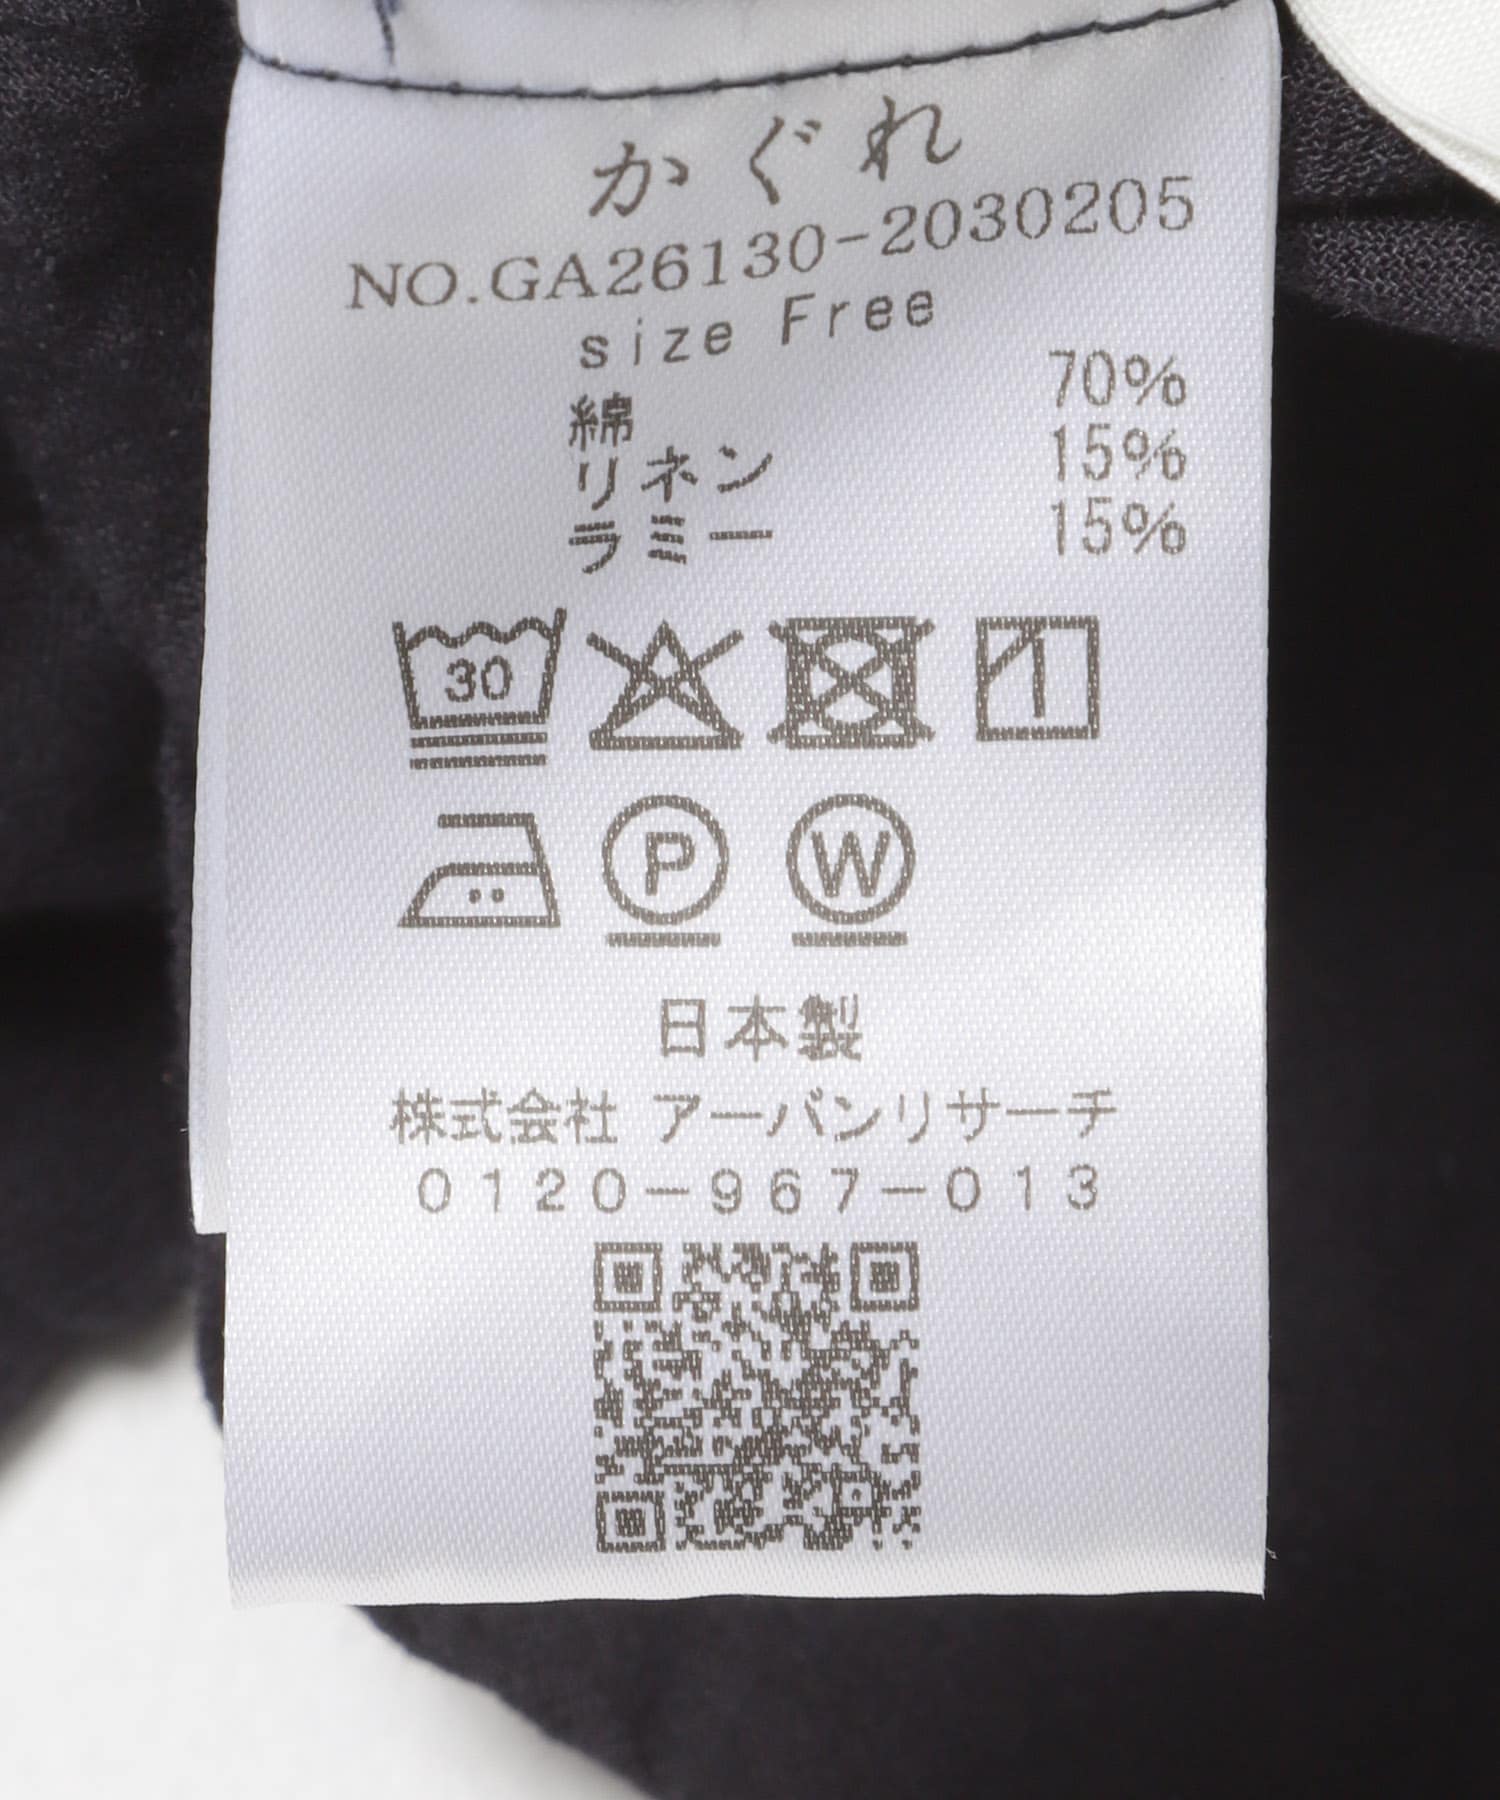 かぐれ
NO.GA26130-2030205
size Free
綿 70%
リネン 15%
ラミー 15%
30
P W
日本製
株式会社 アーバンリサーチ
0120-967-013